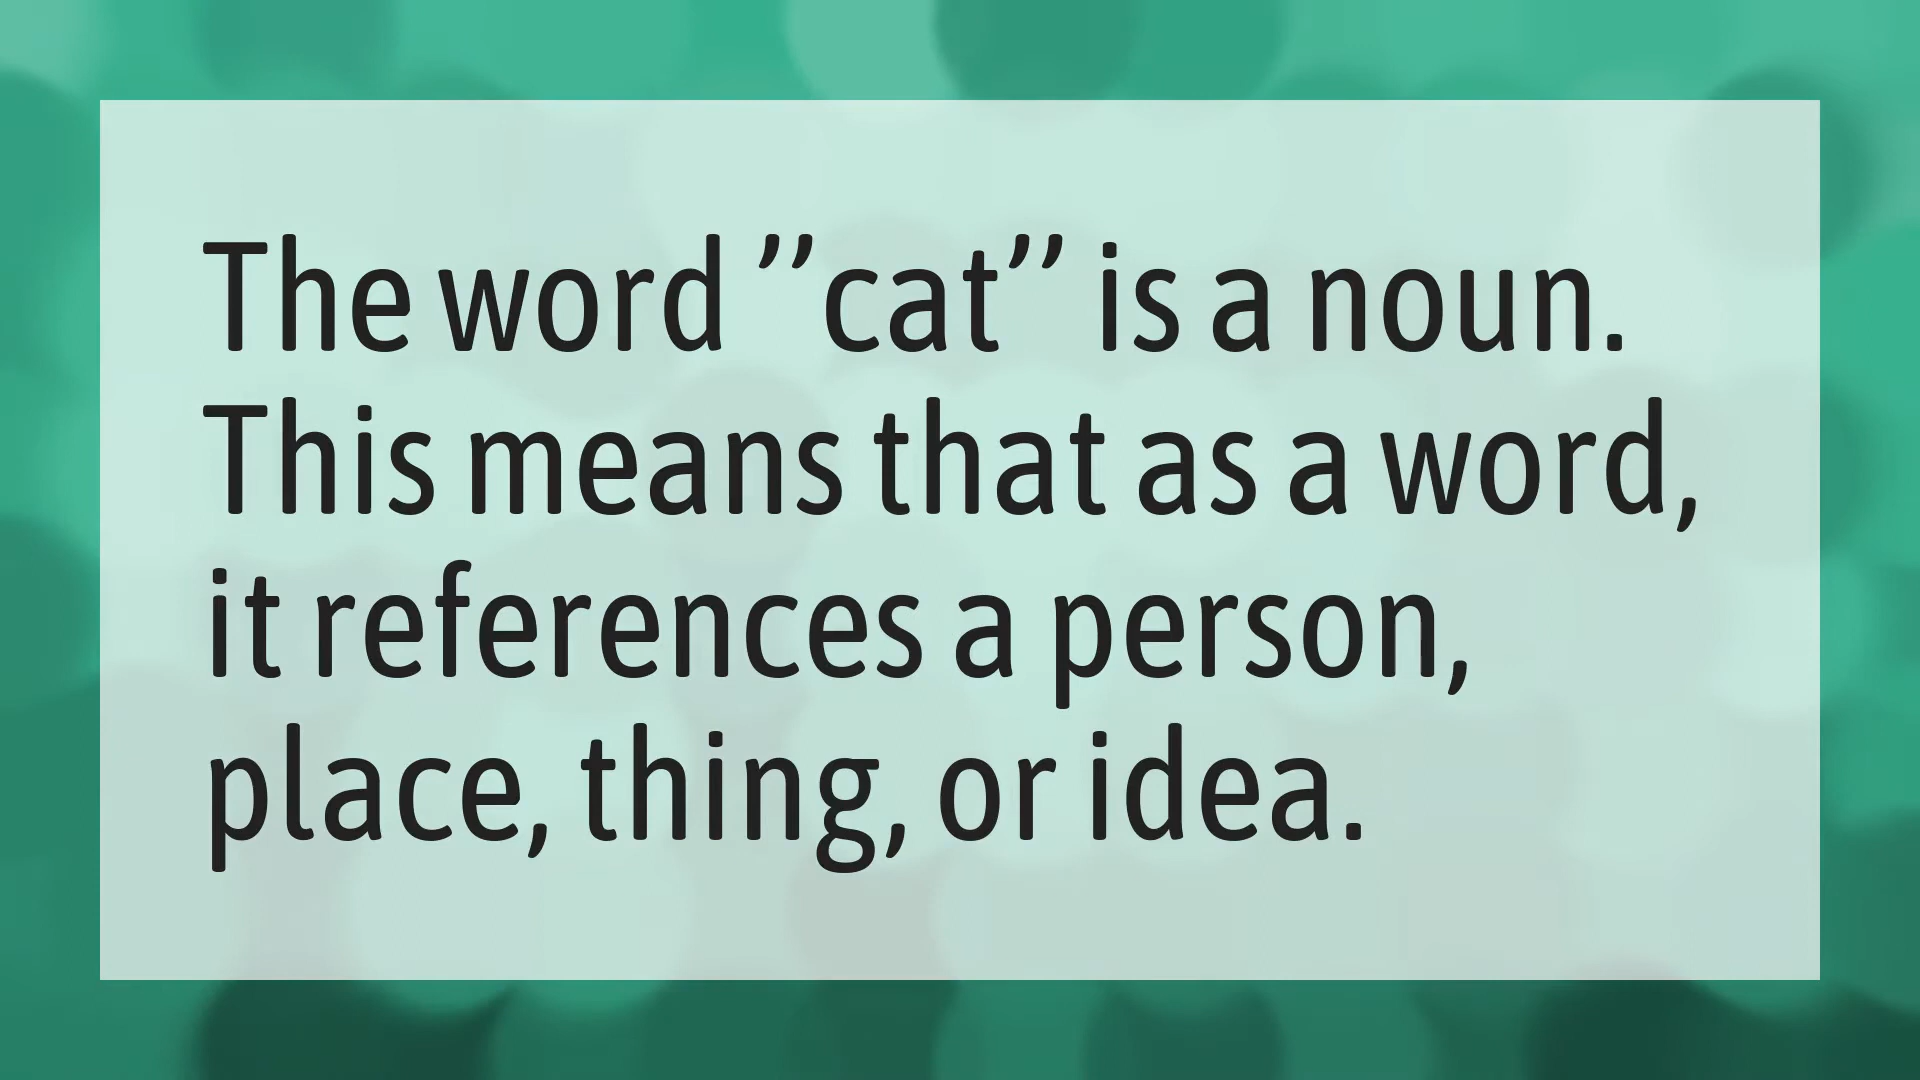 The word ”cat” is a noun.
This means that as a word,
it references a person,
place, thing, or idea.